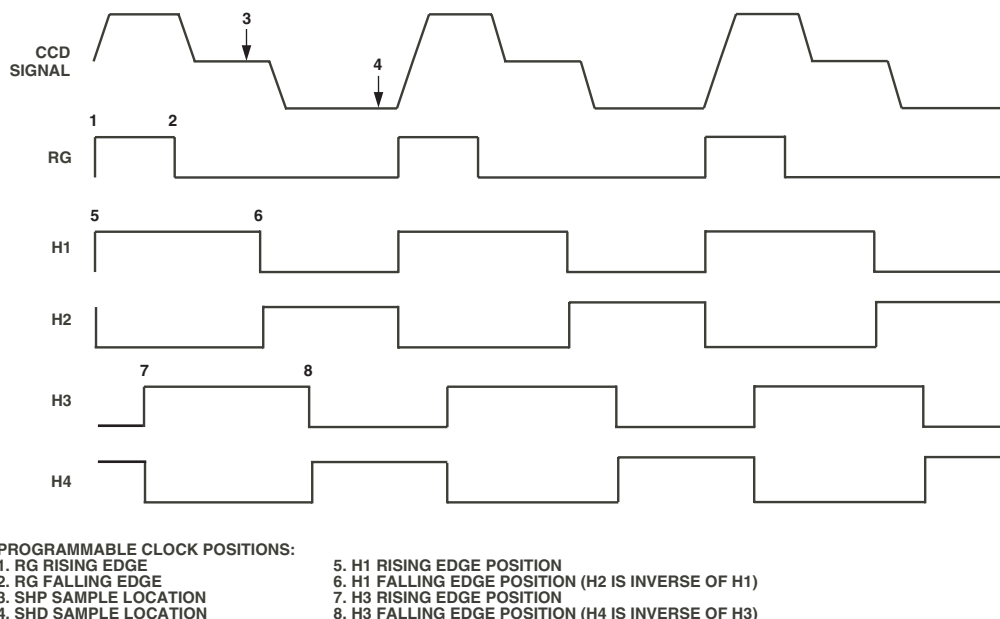 3
CCD
SIGNAL
4
1 2
RG
5 6
H1
H2
7 8
H3
H4
PROGRAMMABLE CLOCK POSITIONS:
1. RG RISING EDGE
2. RG FALLING EDGE
3. SHP SAMPLE LOCATION
4. SHD SAMPLE LOCATION
5. H1 RISING EDGE POSITION
6. H1 FALLING EDGE POSITION (H2 IS INVERSE OF H1)
7. H3 RISING EDGE POSITION
8. H3 FALLING EDGE POSITION (H4 IS INVERSE OF H3)